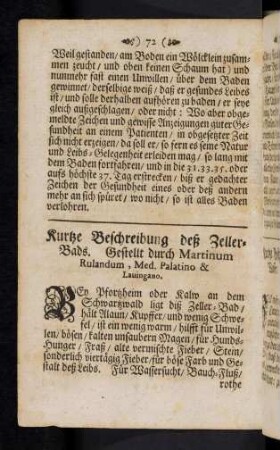 72
Weil gestanden/ am Boden ein Wölcklein zusam-
men zeucht/ und oben keinen Schaum hat) und
nunmehr fast einen Unwillen/ über dem Baden
gewinnet/ derselbige weiß/ daß er gesundes Leibes
ist/ und solle derhalben aufhören zu baden/ er seye
gleich außgeschlagen/ oder nicht: Wo aber obge-
meldte Zeichen und gewisse Anzeigungen guter Ge-
sundheit an einem Patienten/ in obgesetzter Zeit
sich nicht erzeigen/ da soll er/ so fern es seine Natur
und Leibs-Gelegenheit erleiden mag/ so lang mit
dem Baden fortfahren/ und in die 31. 33. 35. oder
aufs höchste 37. Tag erstrecken/ biß er gedachter
Zeichen der Gesundheit eines oder deß andern
mehr an sich spüret/ wo nicht/ so ist alles Baden
verlohren.
Kurtze Beschreibung deß Zeller-
Bads. Gestellt durch Martinum
Rulandum, Med. Palatino &
Lauingano.
BEy Pfortzheim oder Kalw an dem
Schwartzwald ligt diß Zeller-Bad/
hält Alaun/ Kupffer/ und wenig Schwe-
fel/ ist ein wenig warm/ hilfft für Unwil-
len/ bösen/ kalten unsaubern Magen/ für Hunds-
Hunger/ Fraß/ alte vermischte Fieber/ Stein/
sonderlich viertägig Fieber/ für böse Farb und Ge-
stalt deß Leibs. Für Wassersucht/ Bauch-Fluß/
rothe